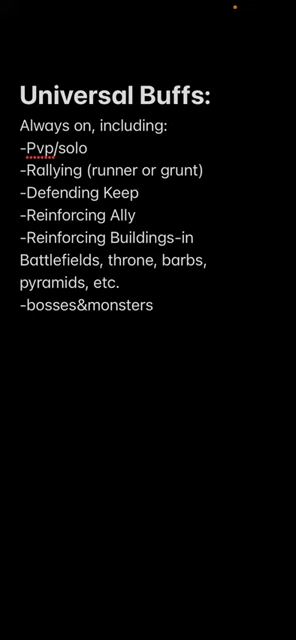 Universal Buffs:
Always on, including:
-Pvp/solo
-Rallying (runner or grunt)
-Defending Keep
-Reinforcing Ally
-Reinforcing Buildings-in
Battlefields, throne, barbs,
pyramids, etc.
-bosses&monsters